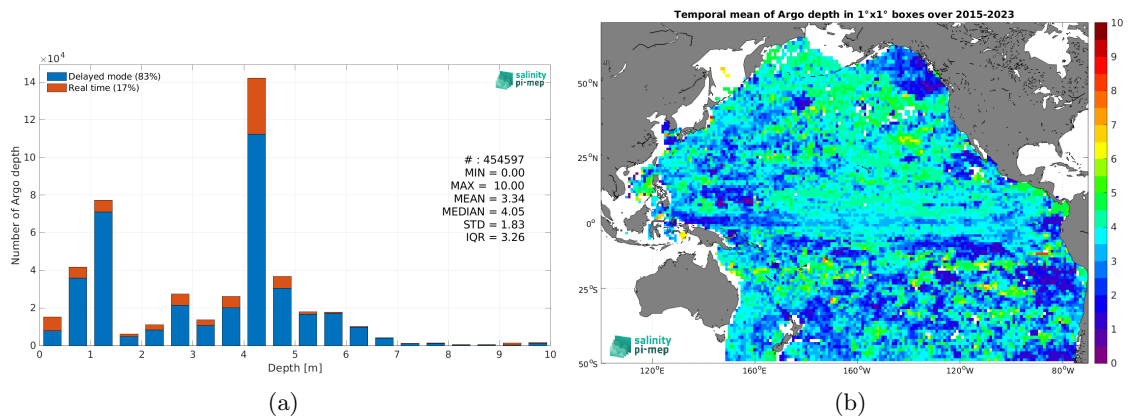 ×10⁴
14
12
10
8
6
4
2
0
Number of Argo depth
Delayed mode (83%)
Real time (17%)
salinity
pi-mep
# : 454597
MIN = 0.00
MAX = 10.00
MEAN = 3.34
MEDIAN = 4.05
STD = 1.83
IQR = 3.26
0 1 2 3 4 5 6 7 8 9 10
Depth [m]
(a)
Temporal mean of Argo depth in 1°x1° boxes over 2015-2023
50°N
25°N
0°
25°S
50°S
120°E 160°E 160°W 120°W 80°W
salinity
pi-mep
10
9
8
7
6
5
4
3
2
1
0
(b)